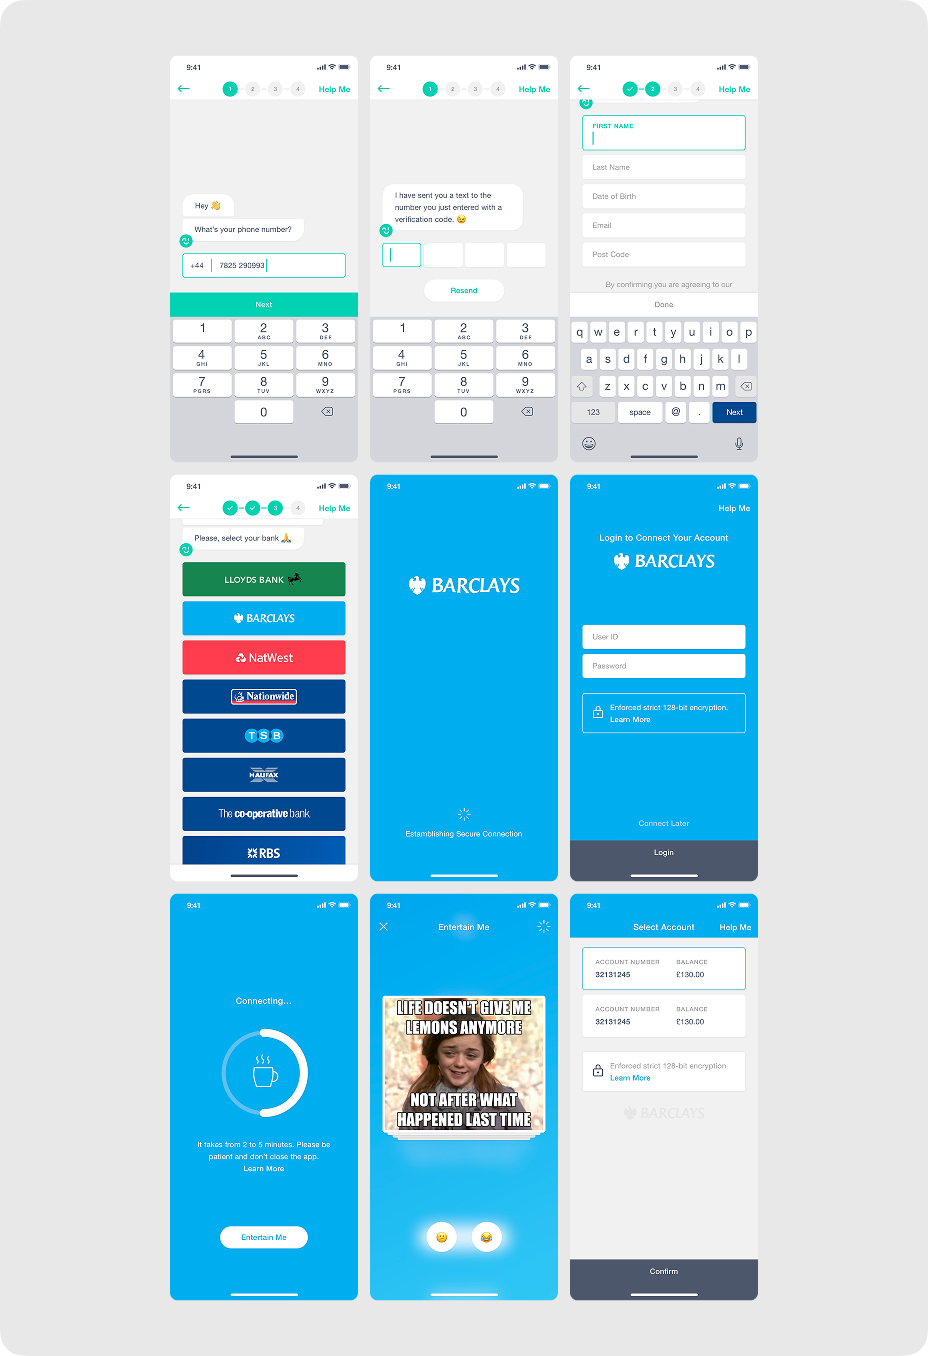 9:41
1 2 3 4 Help Me
Hey 👋
What's your phone number?
+44 7825 290993
Next
1 2 3
ABC DEF
4 5 6
GHI JKL MNO
7 8 9
PGRS TUV WXYZ
0
9:41
1 2 3 4 Help Me
I have sent you a text to the
number you just entered with a
verification code. 😉
Resend
1 2 3
ABC DEF
4 5 6
GHI JKL MNO
7 8 9
PGRS TUV WXYZ
0
9:41
2 3 4 Help Me
FIRST NAME
Last Name
Date of Birth
Email
Post Code
By confirming you are agreeing to our
Done
q w e r t y u i o p
a s d f g h j k l
z x c v b n m
123 space @ . Next
9:41
3 4 Help Me
Please, select your bank 🙏
LLOYDS BANK
BARCLAYS
NatWest
Nationwide
TSB
HALIFAX
The co-operative bank
RBS
9:41
BARCLAYS
Estamblishing Secure Connection
9:41
Help Me
Login to Connect Your Account
BARCLAYS
User ID
Password
Enforced strict 128-bit encryption.
Learn More
Connect Later
Login
9:41
Connecting...
It takes from 2 to 5 minutes. Please be
patient and don't close the app.
Learn More
Entertain Me
9:41
Entertain Me
LIFE DOESN'T GIVE ME
LEMONS ANYMORE
NOT AFTER WHAT
HAPPENED LAST TIME
9:41
Select Account Help Me
ACCOUNT NUMBER BALANCE
32131245 £130.00
ACCOUNT NUMBER BALANCE
32131245 £130.00
Enforced strict 128-bit encryption.
Learn More
BARCLAYS
Confirm